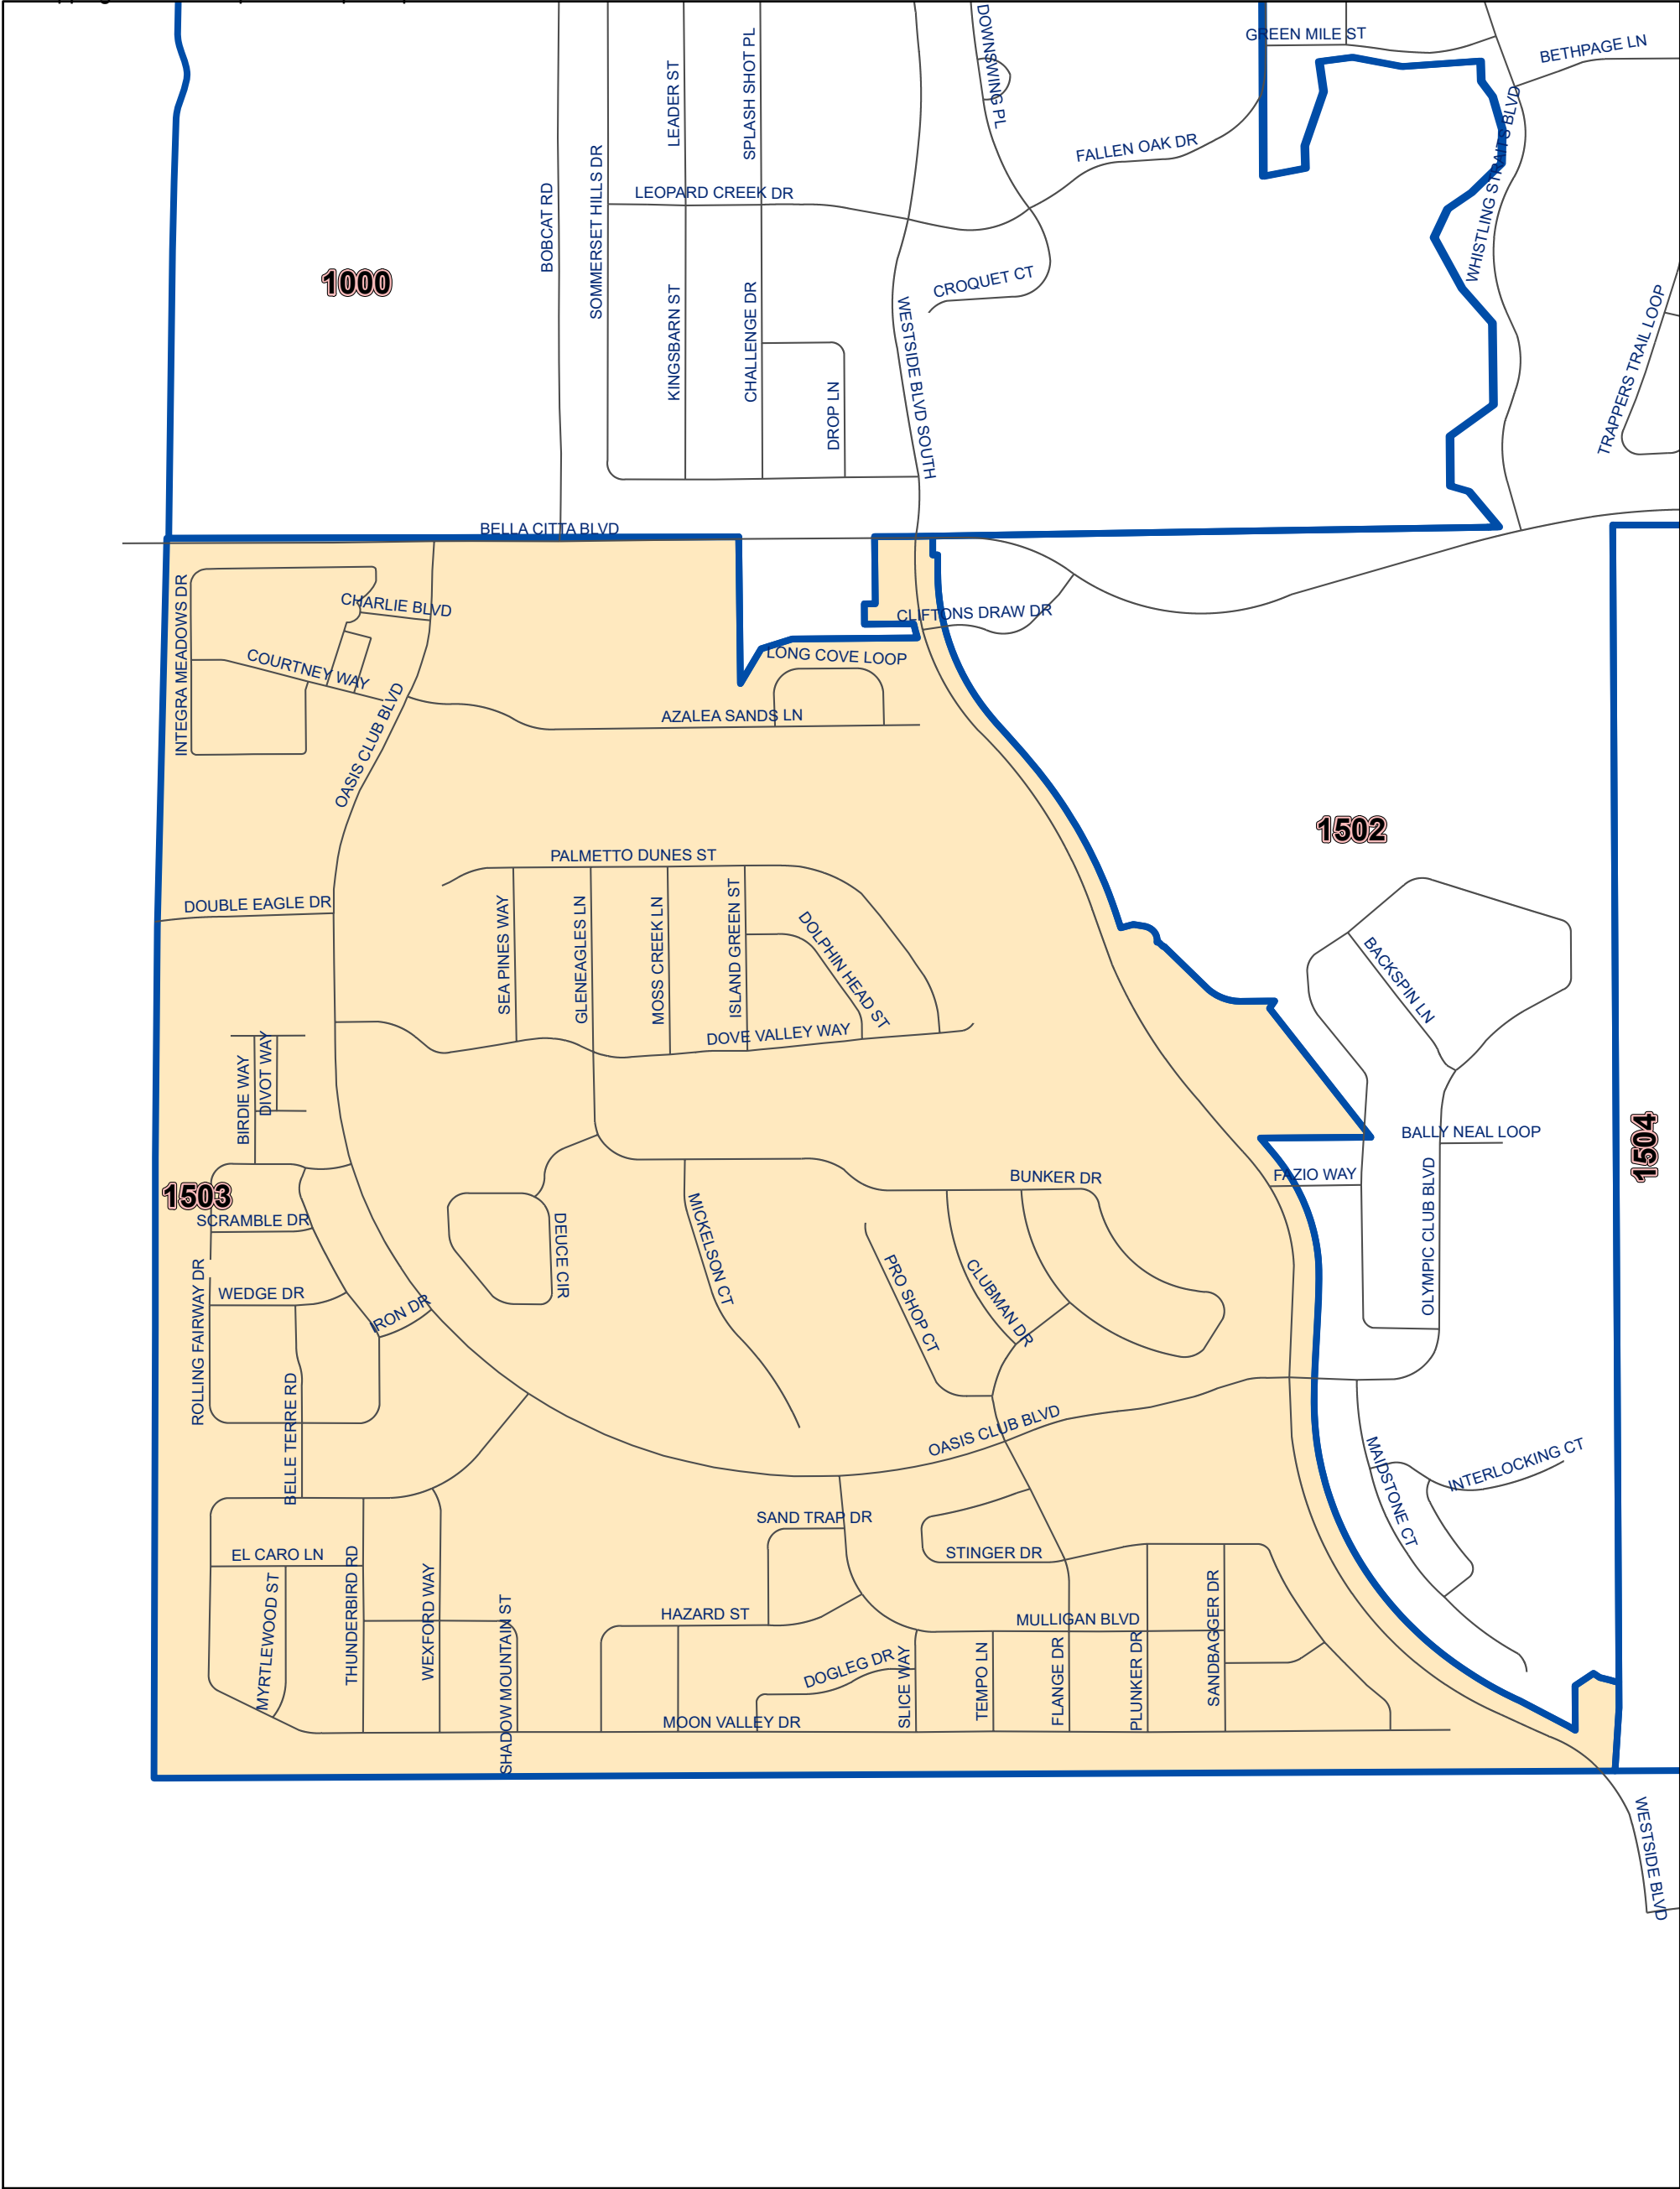 GREEN MILE ST
BETHPAGE LN
DOWNSWING PL
SPLASH SHOT PL
LEADER ST
FALLEN OAK DR
WHISTLING STRAITS BLVD
BOBCAT RD
SOMMERSET HILLS DR
LEOPARD CREEK DR
1000
CROQUET CT
KINGSBARN ST
CHALLENGE DR
WESTSIDE BLVD SOUTH
TRAPPERS TRAIL LOOP
DROP LN
BELLA CITTA BLVD
INTEGRA MEADOWS DR
CHARLIE BLVD
CLIFTONS DRAW DR
COURTNEY WAY
LONG COVE LOOP
OASIS CLUB BLVD
AZALEA SANDS LN
1502
PALMETTO DUNES ST
DOUBLE EAGLE DR
SEA PINES WAY
GLENEAGLES LN
MOSS CREEK LN
ISLAND GREEN ST
DOLPHIN HEAD ST
BACKSPIN LN
DOVE VALLEY WAY
BIRDIE WAY
DIVOT WAY
BALLY NEAL LOOP
1504
1503
BUNKER DR
FAZIO WAY
SCRAMBLE DR
DEUCE CIR
MICKELSON CT
OLYMPIC CLUB BLVD
ROLLING FAIRWAY DR
WEDGE DR
IRON DR
PRO SHOP CT
CLUBMAN DR
BELLE TERRE RD
OASIS CLUB BLVD
MAIDSTONE CT
INTERLOCKING CT
SAND TRAP DR
EL CARO LN
STINGER DR
MYRTLEWOOD ST
THUNDERBIRD RD
WEXFORD WAY
SHADOW MOUNTAIN ST
HAZARD ST
MULLIGAN BLVD
SANDBAGGER DR
DOGLEG DR
SLICE WAY
TEMPO LN
FLANGE DR
PLUNKER DR
MOON VALLEY DR
WESTSIDE BLVD